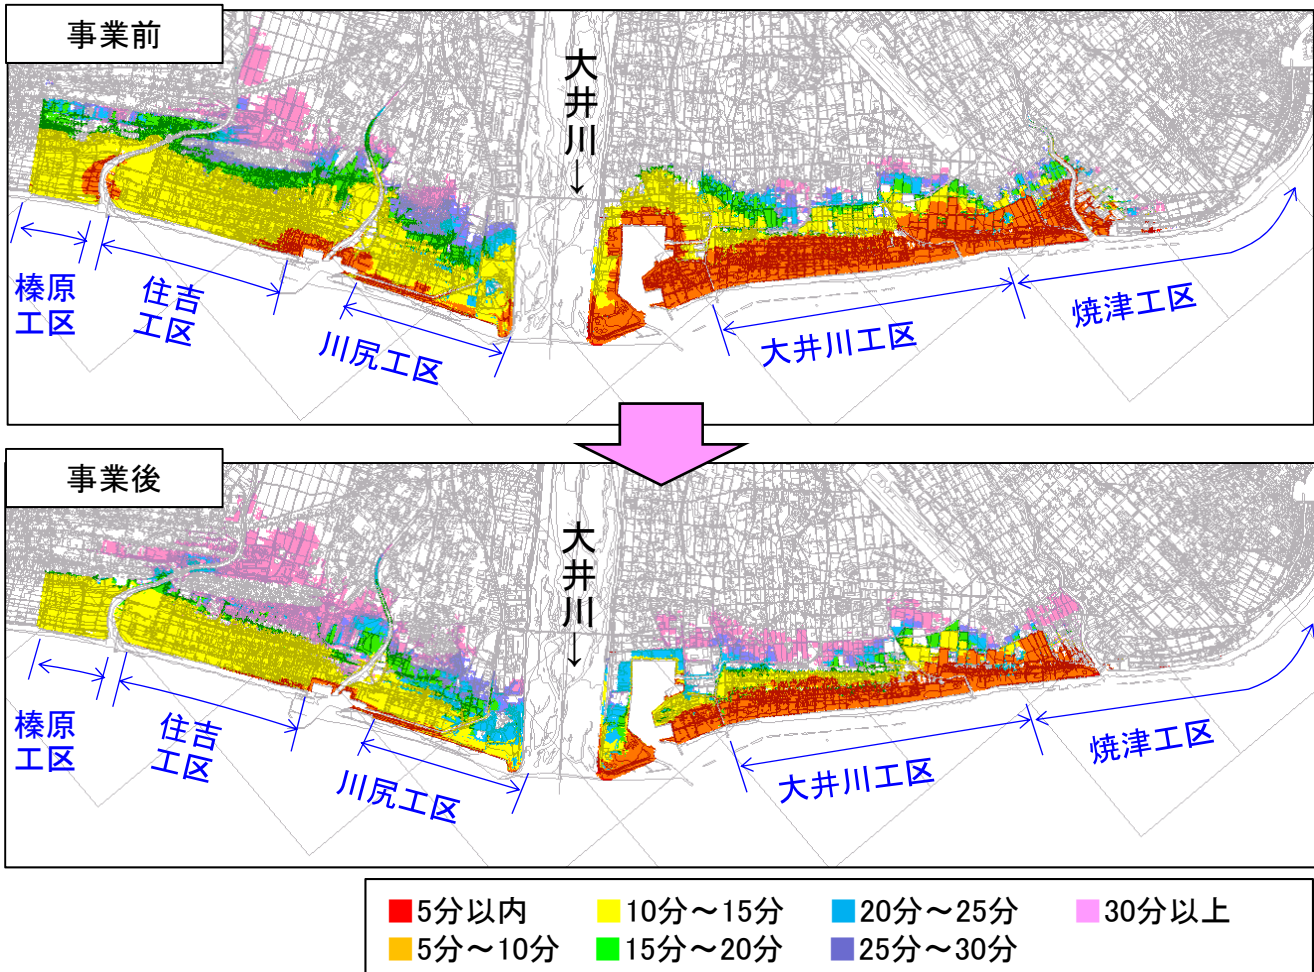 事業前
大井川↓
榛原
工区
住吉
工区
川尻工区
大井川工区
焼津工区
事業後
大井川↓
榛原
工区
住吉
工区
川尻工区
大井川工区
焼津工区
5分以内
10分～15分
20分～25分
30分以上
5分～10分
15分～20分
25分～30分